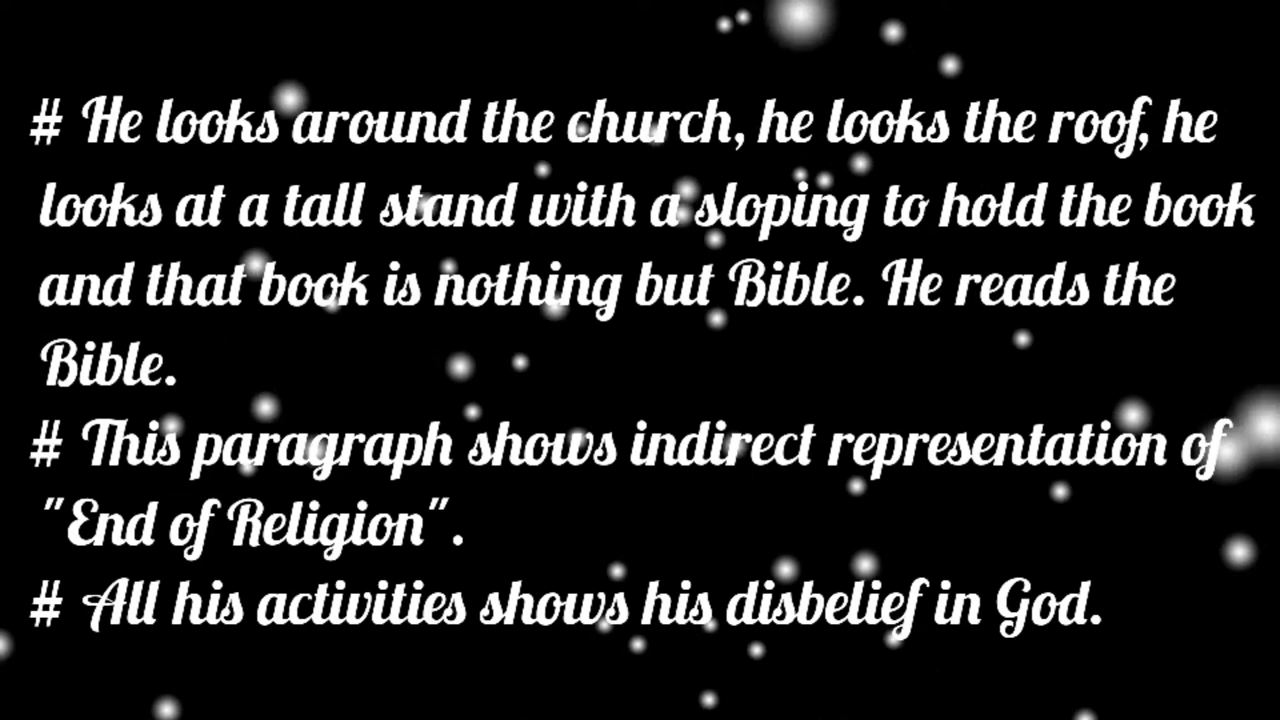 # He looks around the church, he looks the roof, he
looks at a tall stand with a sloping to hold the book
and that book is nothing but Bible. He reads the
Bible.
# This paragraph shows indirect representation of
"End of Religion".
# All his activities shows his disbelief in God.